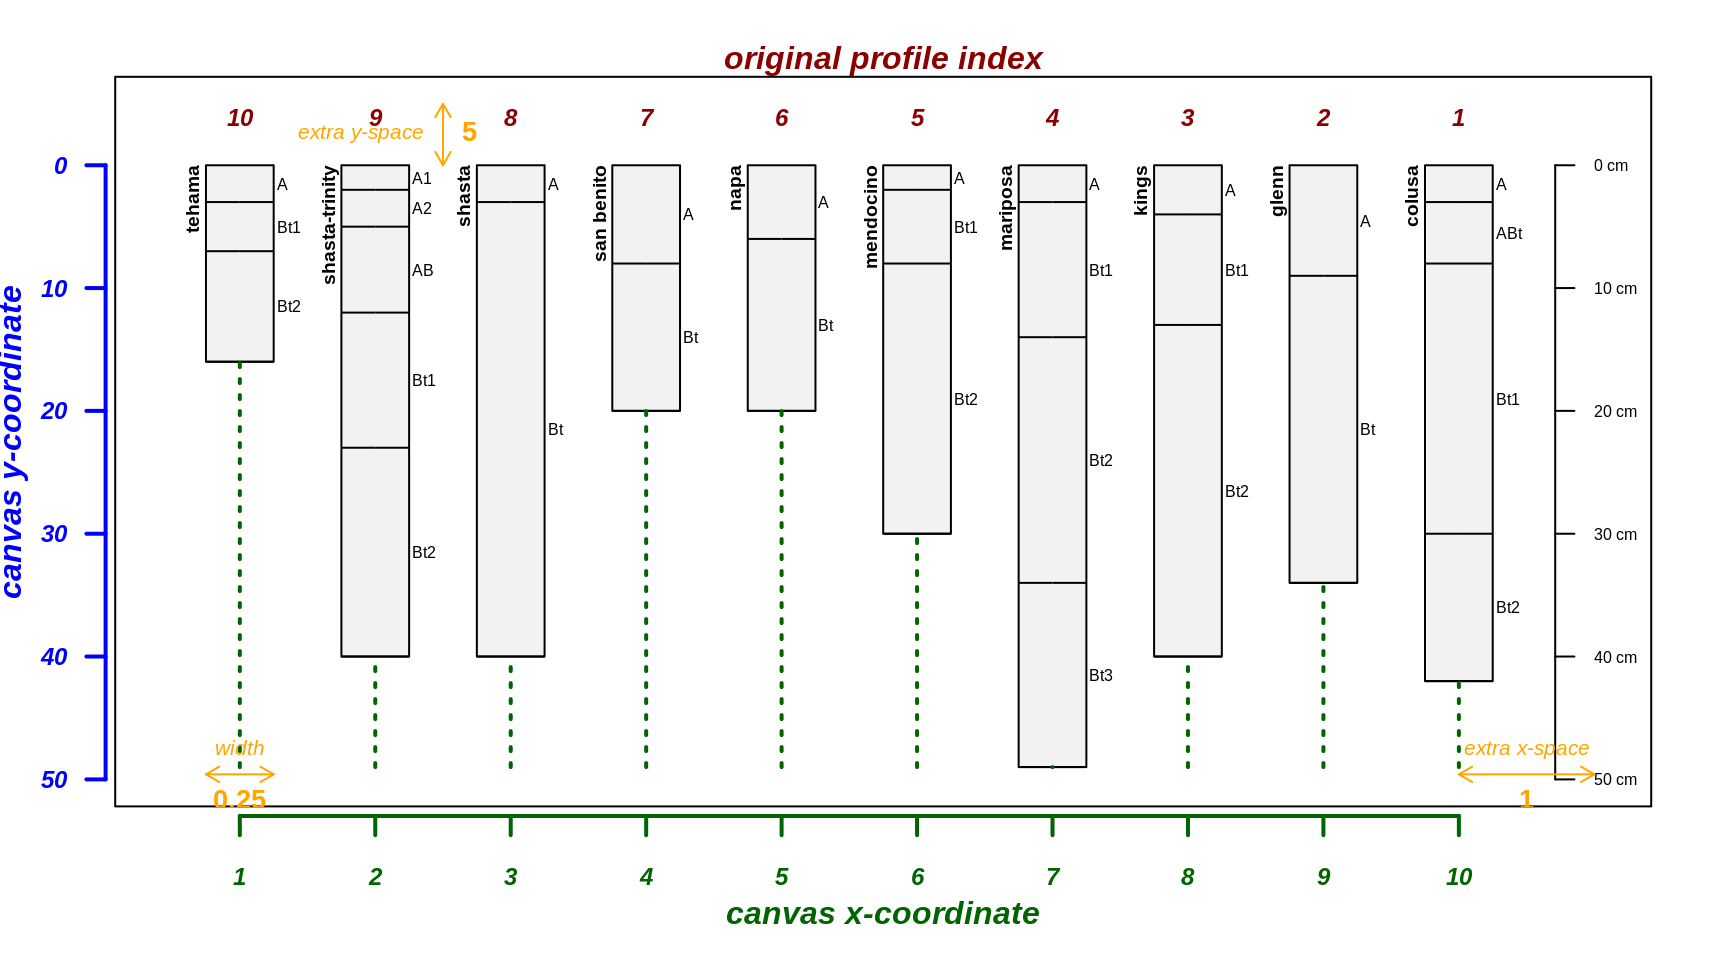 original profile index
10 9 8 7 6 5 4 3 2 1
extra y-space 5
canvas y-coordinate
0
10
20
30
40
50
tehama
A
Bt1
Bt2
shasta-trinity
A1
A2
AB
Bt1
Bt2
shasta
A
Bt
san benito
A
Bt
napa
A
Bt
mendocino
A
Bt1
Bt2
mariposa
A
Bt1
Bt2
Bt3
kings
A
Bt1
Bt2
glenn
A
Bt
colusa
A
ABt
Bt1
Bt2
0 cm
10 cm
20 cm
30 cm
40 cm
50 cm
width
0.25
extra x-space
1
1 2 3 4 5 6 7 8 9 10
canvas x-coordinate